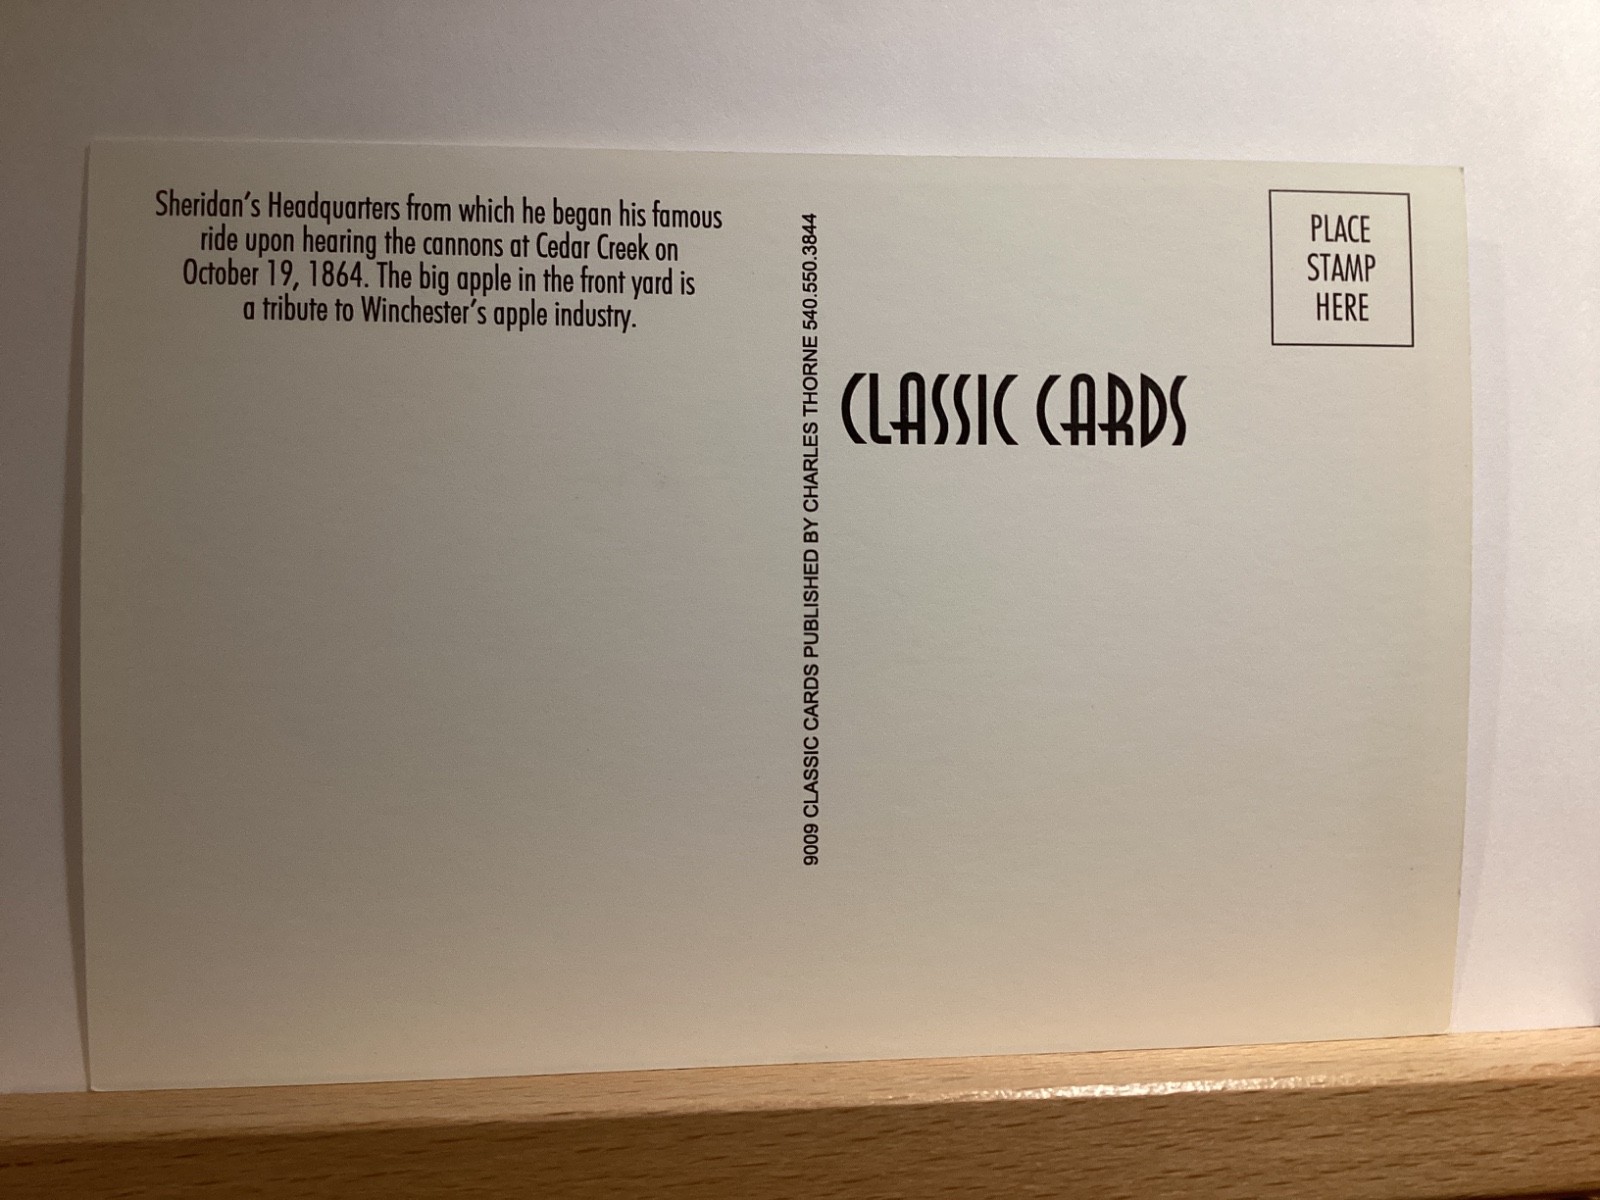 Sheridan's Headquarters from which he began his famous
ride upon hearing the cannons at Cedar Creek on
October 19, 1864. The big apple in the front yard is
a tribute to Winchester's apple industry.
9009 CLASSIC CARDS PUBLISHED BY CHARLES THORNE 540.550.3844
CLASSIC CARDS
PLACE
STAMP
HERE